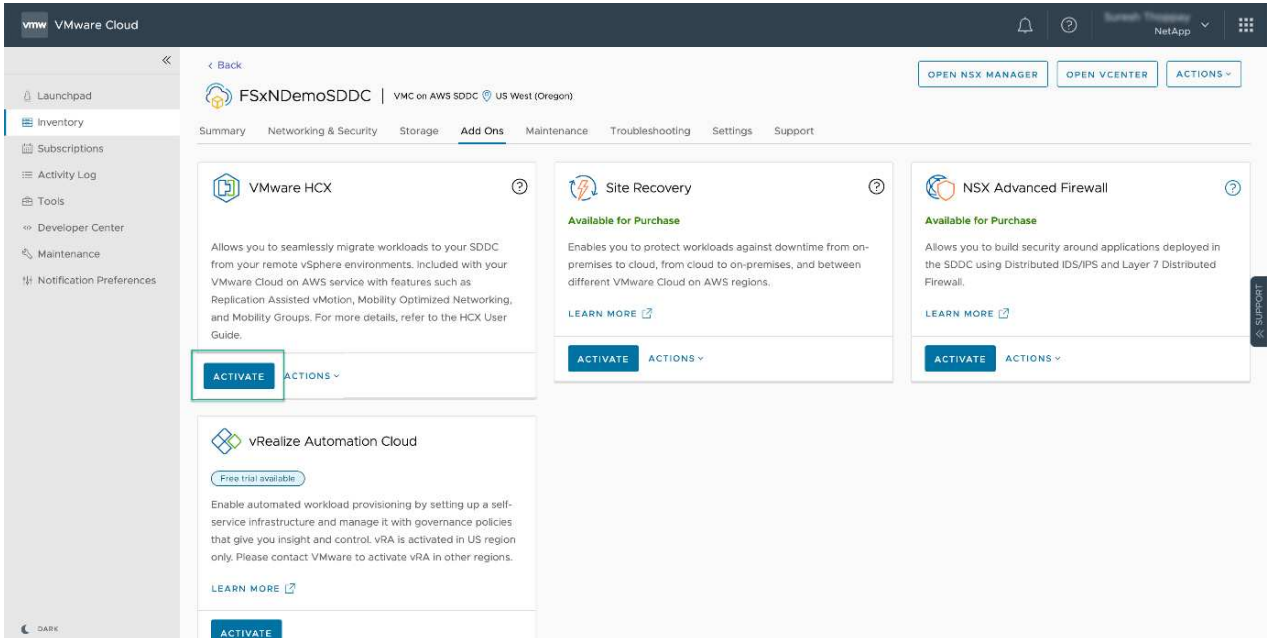 vmw VMware Cloud
NetApp
Launchpad
Inventory
Subscriptions
Activity Log
Tools
Developer Center
Maintenance
Notification Preferences
DARK
Back
FSxNDemoSDDC | VMC on AWS SDDC US West (Oregon)
OPEN NSX MANAGER OPEN VCENTER ACTIONS
Summary Networking & Security Storage Add Ons Maintenance Troubleshooting Settings Support
VMware HCX
Allows you to seamlessly migrate workloads to your SDDC
from your remote vSphere environments. Included with your
VMware Cloud on AWS service with features such as
Replication Assisted vMotion, Mobility Optimized Networking,
and Mobility Groups. For more details, refer to the HCX User
Guide.
ACTIVATE ACTIONS
Site Recovery
Available for Purchase
Enables you to protect workloads against downtime from on-
premises to cloud, from cloud to on-premises, and between
different VMware Cloud on AWS regions.
LEARN MORE
ACTIVATE ACTIONS
NSX Advanced Firewall
Available for Purchase
Allows you to build security around applications deployed in
the SDDC using Distributed IDS/IPS and Layer 7 Distributed
Firewall.
LEARN MORE
ACTIVATE ACTIONS
SUPPORT
vRealize Automation Cloud
Free trial available
Enable automated workload provisioning by setting up a self-
service infrastructure and manage it with governance policies
that give you insight and control. vRA is activated in US region
only. Please contact VMware to activate vRA in other regions.
LEARN MORE
ACTIVATE